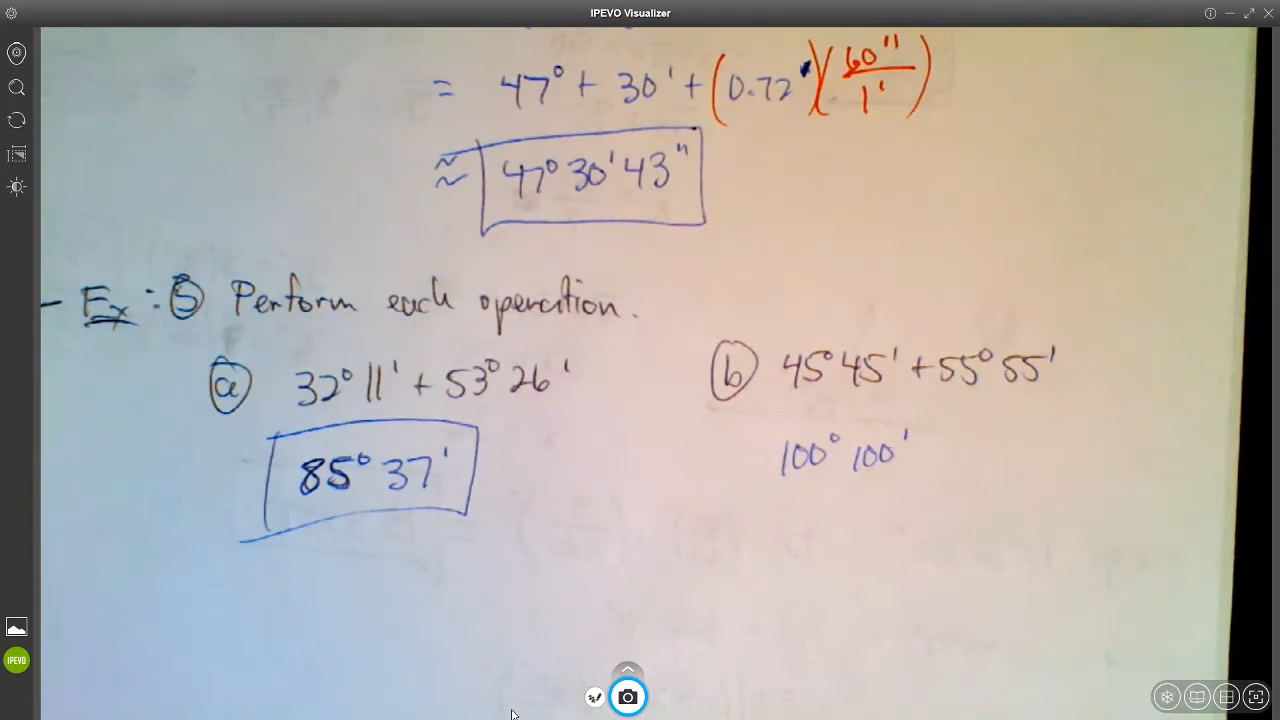 IPEVO Visualizer
= 47° + 30' + (0.72')(60"/1')
≈ 47° 30' 43"
- Ex: ⑤ Perform each operation.
ⓐ 32° 11' + 53° 26'
ⓑ 45° 45' + 55° 55'
85° 37'
100° 100'
IPEVO